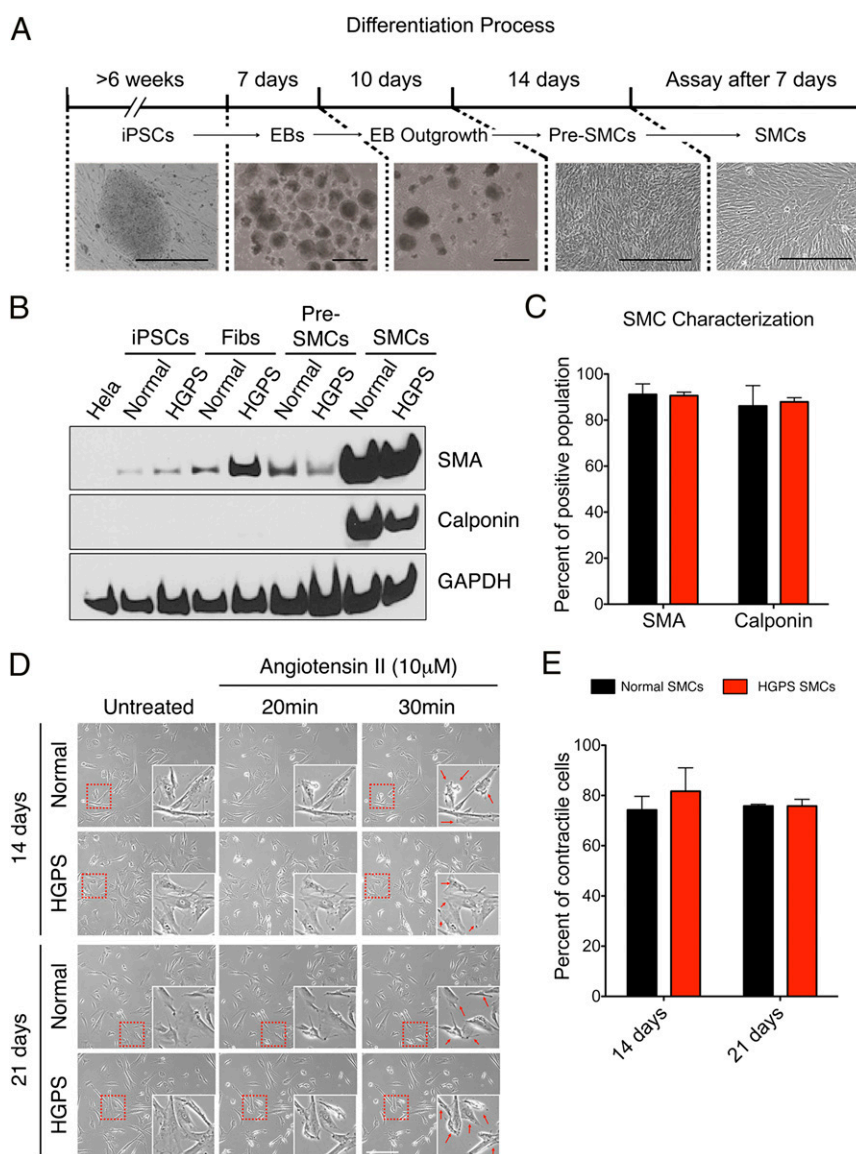 A
Differentiation Process
>6 weeks 7 days 10 days 14 days Assay after 7 days
iPSCs EBs EB Outgrowth Pre-SMCs SMCs
B
iPSCs Fibs Pre-SMCs SMCs
Hela Normal HGPS Normal HGPS Normal HGPS Normal HGPS
SMA
Calponin
GAPDH
C
SMC Characterization
Percent of positive population
100
80
60
40
20
0
SMA Calponin
D
Angiotensin II (10μM)
Untreated 20min 30min
14 days
Normal
HGPS
21 days
Normal
HGPS
E
Normal SMCs HGPS SMCs
Percent of contractile cells
100
80
60
40
20
0
14 days 21 days